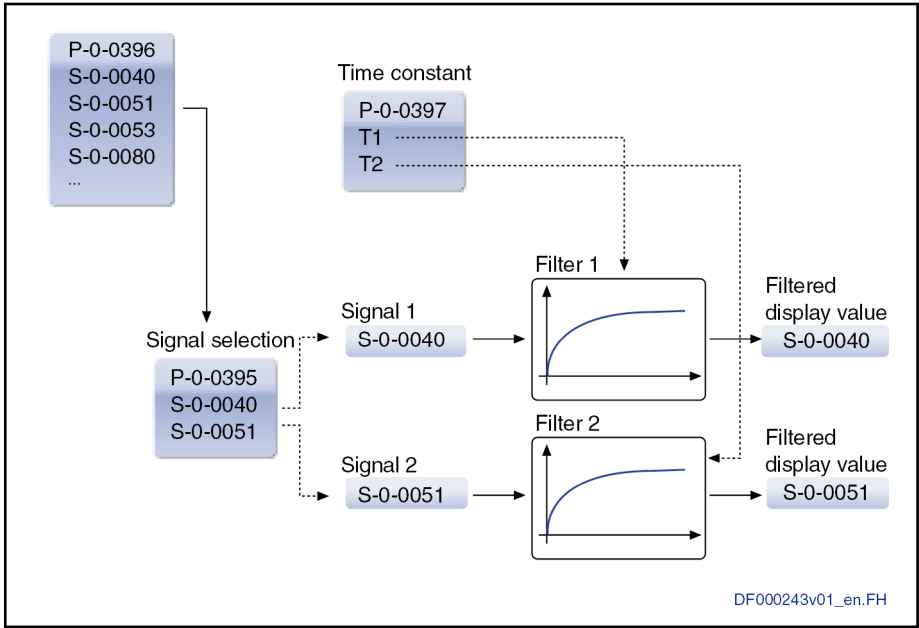 P-0-0396
S-0-0040
S-0-0051
S-0-0053
S-0-0080
...
Time constant
P-0-0397
T1
T2
Signal selection
P-0-0395
S-0-0040
S-0-0051
Signal 1
S-0-0040
Filter 1
Filtered
display value
S-0-0040
Signal 2
S-0-0051
Filter 2
Filtered
display value
S-0-0051
DF000243v01_en.FH